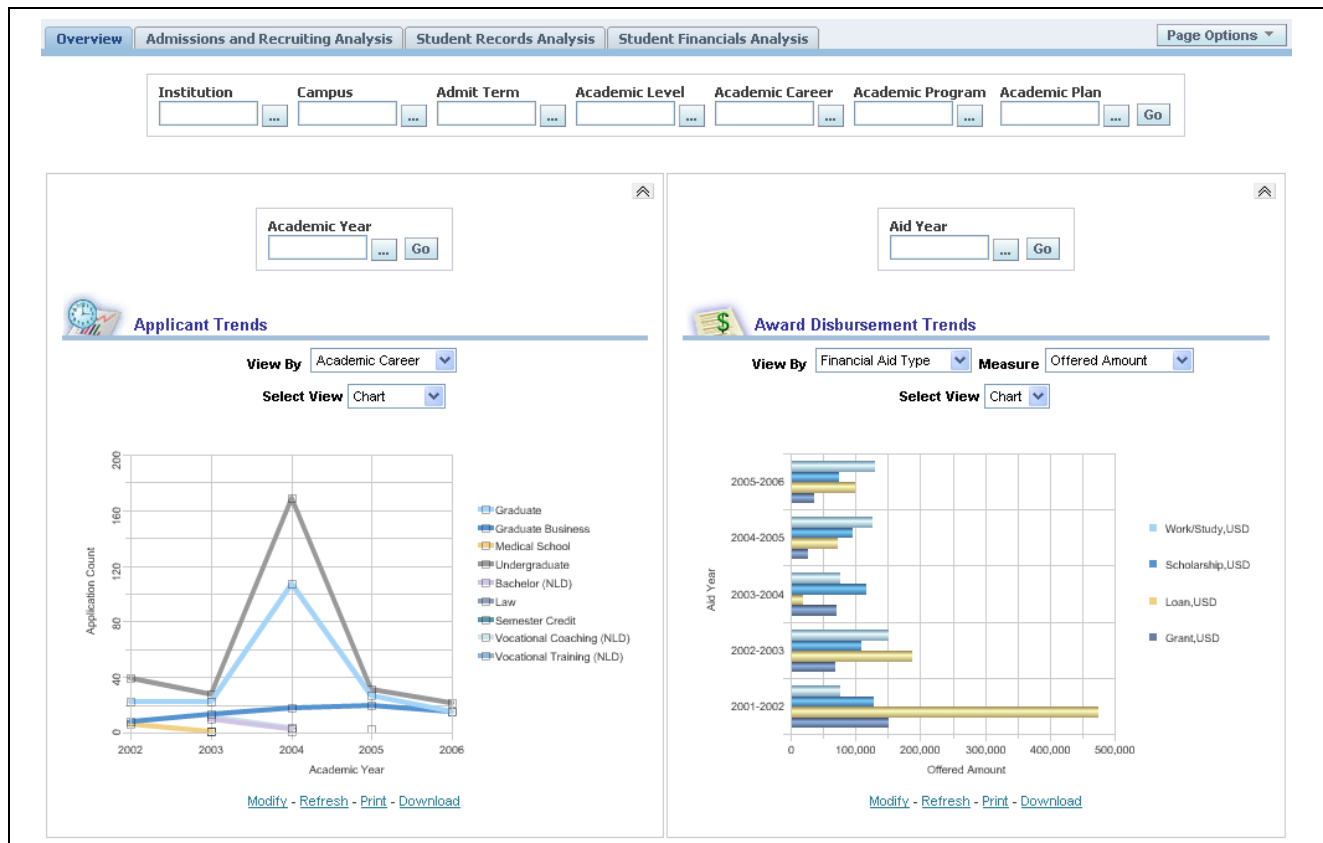 Overview Admissions and Recruiting Analysis Student Records Analysis Student Financials Analysis Page Options
Institution Campus Admit Term Academic Level Academic Career Academic Program Academic Plan
... ... ... ... ... ... ... Go
Academic Year
... Go
Applicant Trends
View By Academic Career
Select View Chart
200
160
120
80
40
0
Application Count
2002 2003 2004 2005 2006
Academic Year
Graduate
Graduate Business
Medical School
Undergraduate
Bachelor (NLD)
Law
Semester Credit
Vocational Coaching (NLD)
Vocational Training (NLD)
Modify - Refresh - Print - Download
Aid Year
... Go
$
Award Disbursement Trends
View By Financial Aid Type Measure Offered Amount
Select View Chart
Aid Year
2005-2006
2004-2005
2003-2004
2002-2003
2001-2002
0 100,000 200,000 300,000 400,000 500,000
Offered Amount
Work/Study,USD
Scholarship,USD
Loan,USD
Grant,USD
Modify - Refresh - Print - Download